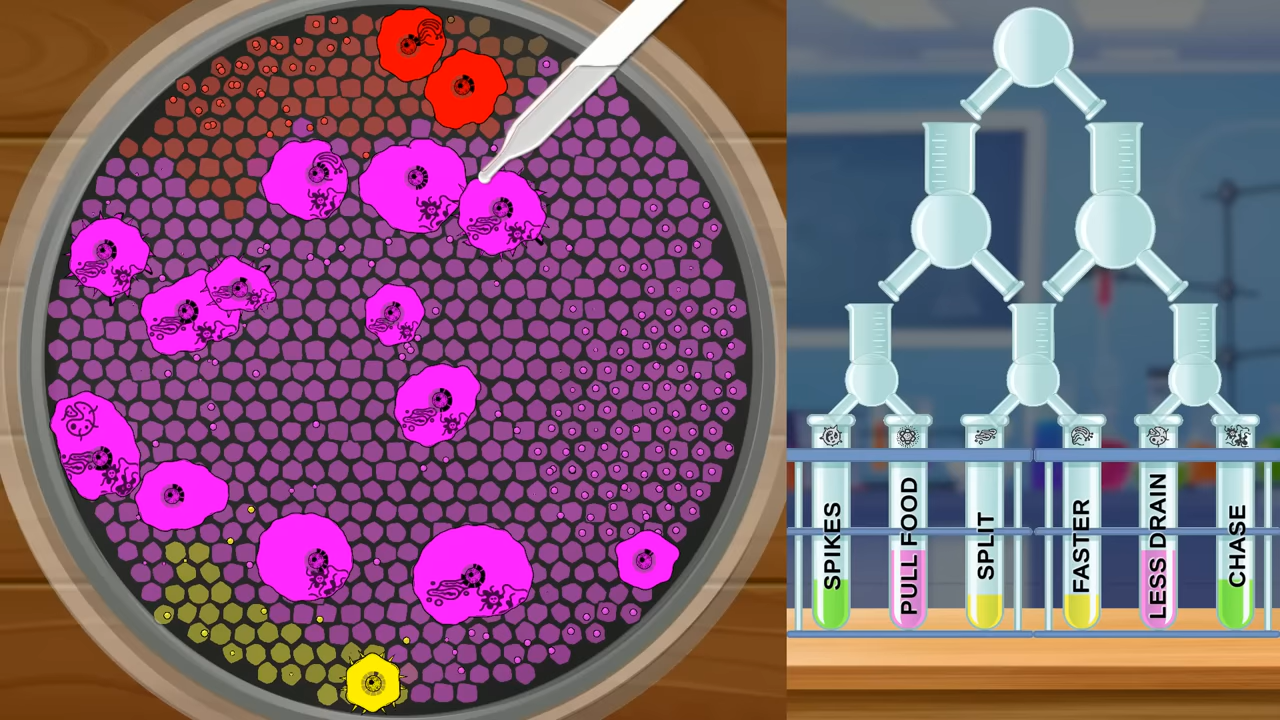 SPIKES
PULL FOOD
SPLIT
FASTER
LESS DRAIN
CHASE